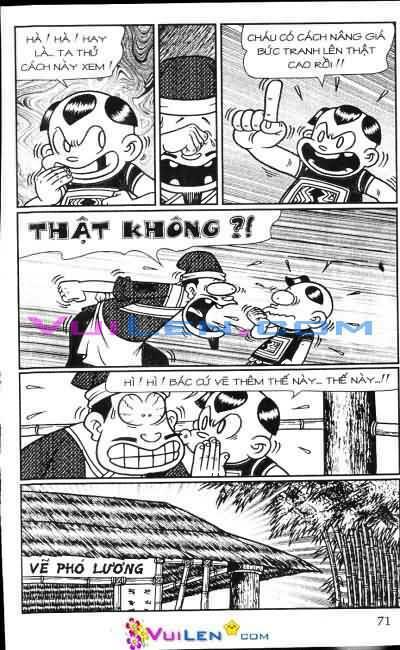 HÀ! HÀ! HAY
LÀ... TA THỬ
CÁCH NÀY XEM!
CHÁU CÓ CÁCH NÂNG GIÁ
BỨC TRANH LÊN THẬT
CAO RỒI!!
THẬT KHÔNG?!
VuiLen.com
HÌ! HÌ! BÁC CỨ VẼ THÊM THẾ NÀY... THẾ NÀY...!!
VẼ PHÓ LƯƠNG
71
VuiLen.com